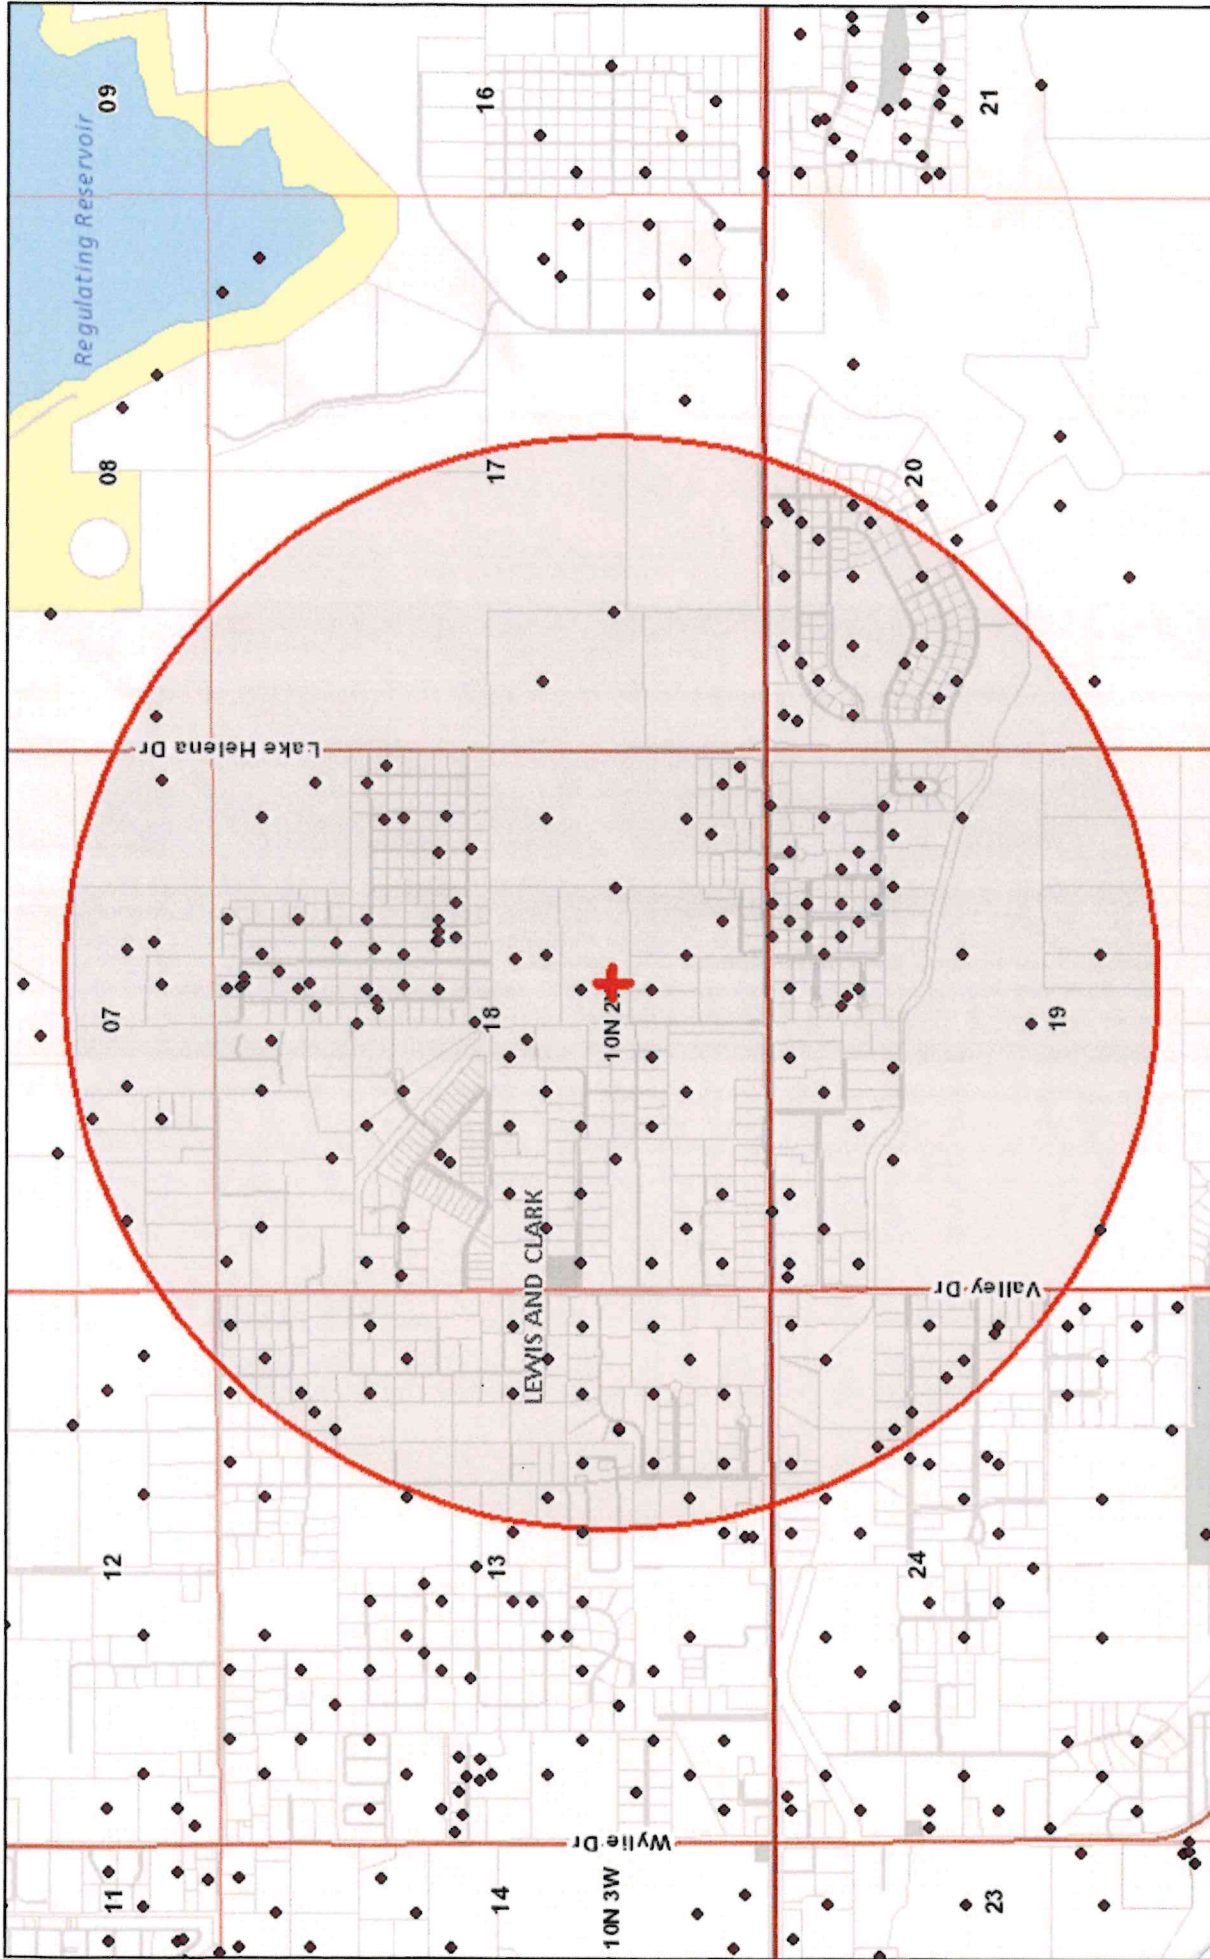 09
Regulating Reservoir
16
21
08
17
20
Lake Helena Dr
07
18
10N 2
19
LEWIS AND CLARK
Valley Dr
12
13
24
Wylie Dr
11
14
10N 3W
23